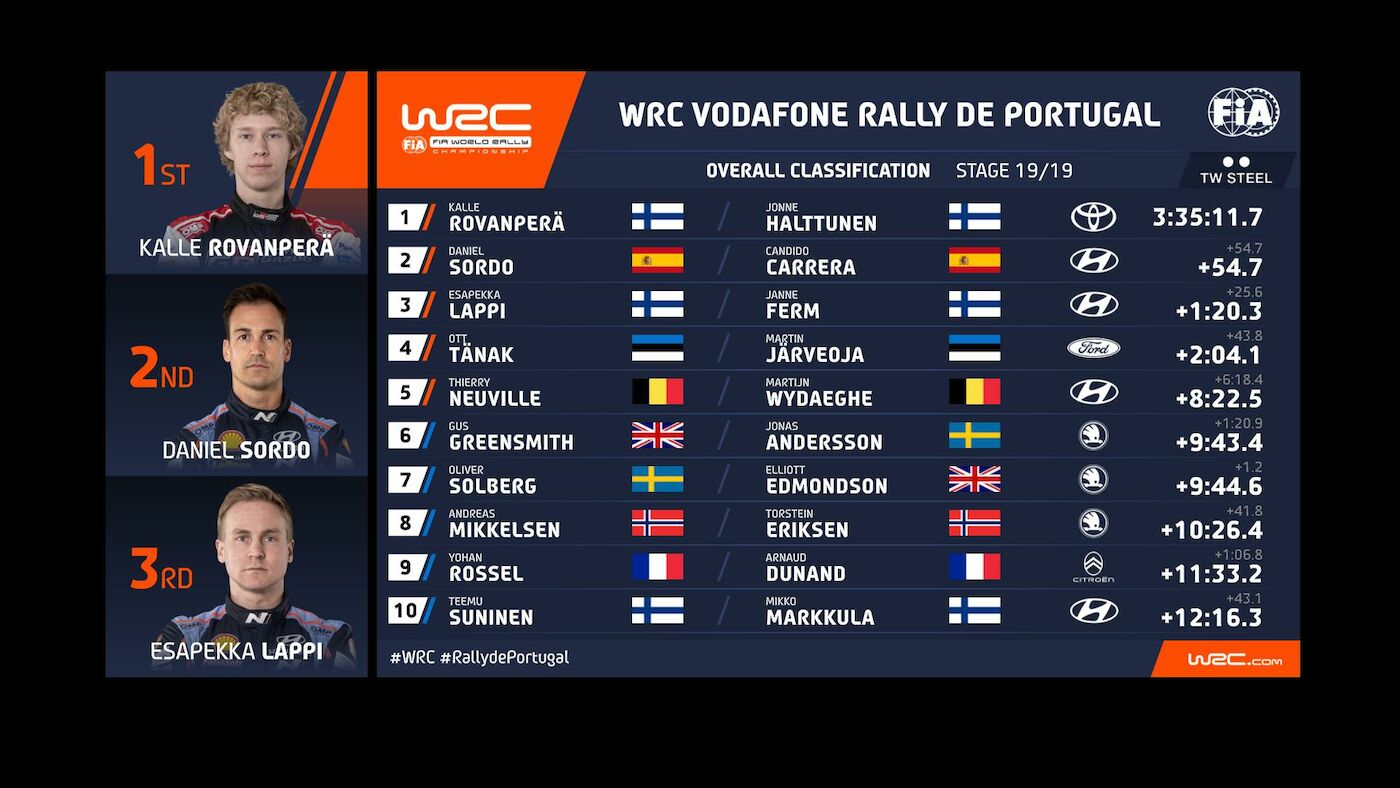 1ST
KALLE ROVANPERÄ
2ND
DANIEL SORDO
3RD
ESAPEKKA LAPPI
WRC
FIA WORLD RALLY
CHAMPIONSHIP
WRC VODAFONE RALLY DE PORTUGAL
FIA
OVERALL CLASSIFICATION STAGE 19/19
TW STEEL
1 KALLE ROVANPERÄ / JONNE HALTTUNEN 3:35:11.7
2 DANIEL SORDO / CANDIDO CARRERA +54.7 +54.7
3 ESAPEKKA LAPPI / JANNE FERM +25.6 +1:20.3
4 OTT TÄNAK / MARTIN JÄRVEOJA Ford +43.8 +2:04.1
5 THIERRY NEUVILLE / MARTIJN WYDAEGHE +6:18.4 +8:22.5
6 GUS GREENSMITH / JONAS ANDERSSON +1:20.9 +9:43.4
7 OLIVER SOLBERG / ELLIOTT EDMONDSON +1.2 +9:44.6
8 ANDREAS MIKKELSEN / TORSTEIN ERIKSEN +41.8 +10:26.4
9 YOHAN ROSSEL / ARNAUD DUNAND CITROËN +1:06.8 +11:33.2
10 TEEMU SUNINEN / MIKKO MARKKULA +43.1 +12:16.3
#WRC #RallydePortugal
WRC.COM